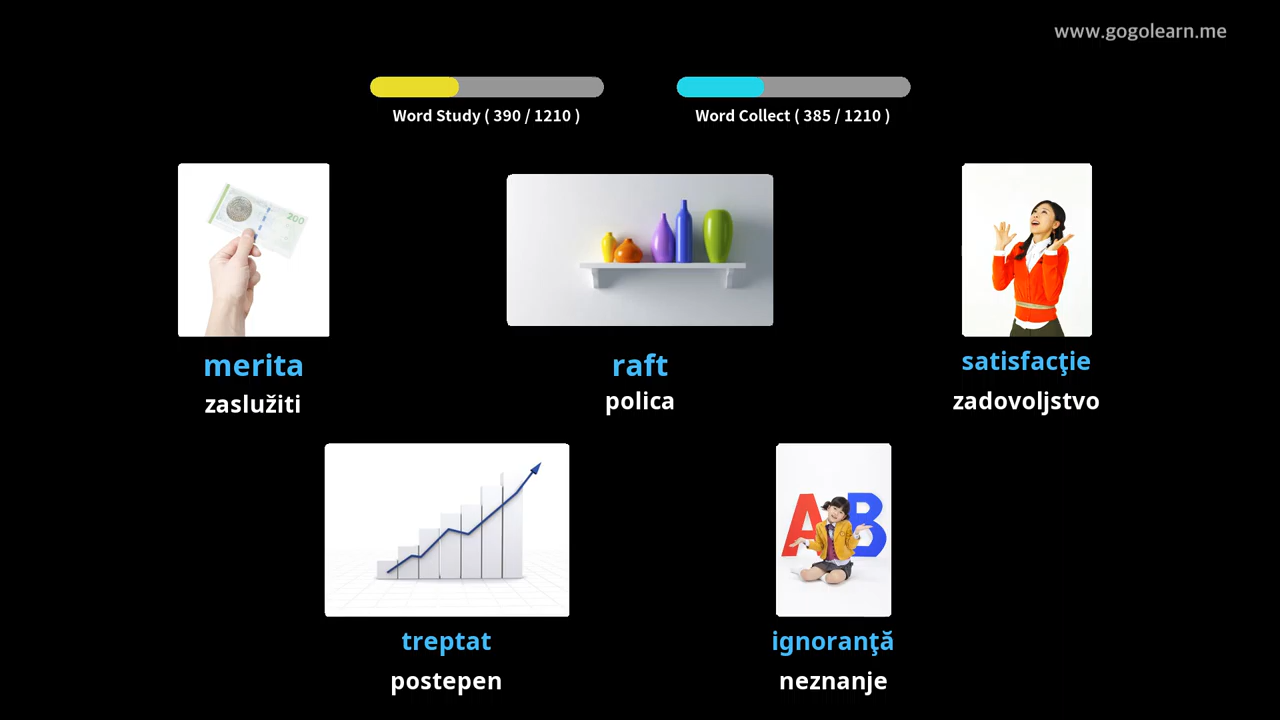 www.gogolearn.me
Word Study ( 390 / 1210 )
Word Collect ( 385 / 1210 )
200
merita
zaslužiti
raft
polica
satisfacţie
zadovoljstvo
A B
treptat
postepen
ignoranţă
neznanje